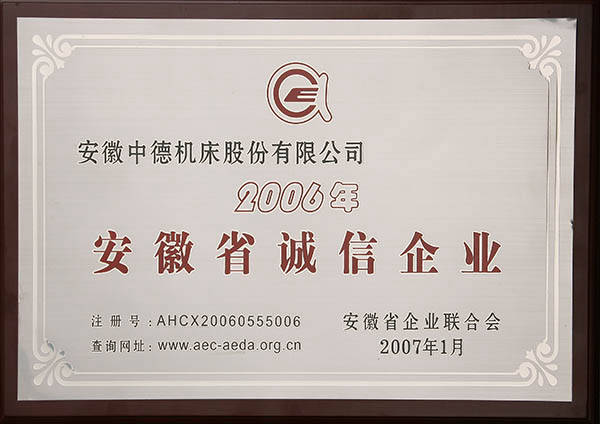 安徽中德机床股份有限公司
2006年
安徽省诚信企业
注册号：AHCX20060555006
查询网址：www.aec-aeda.org.cn
安徽省企业联合会
2007年1月